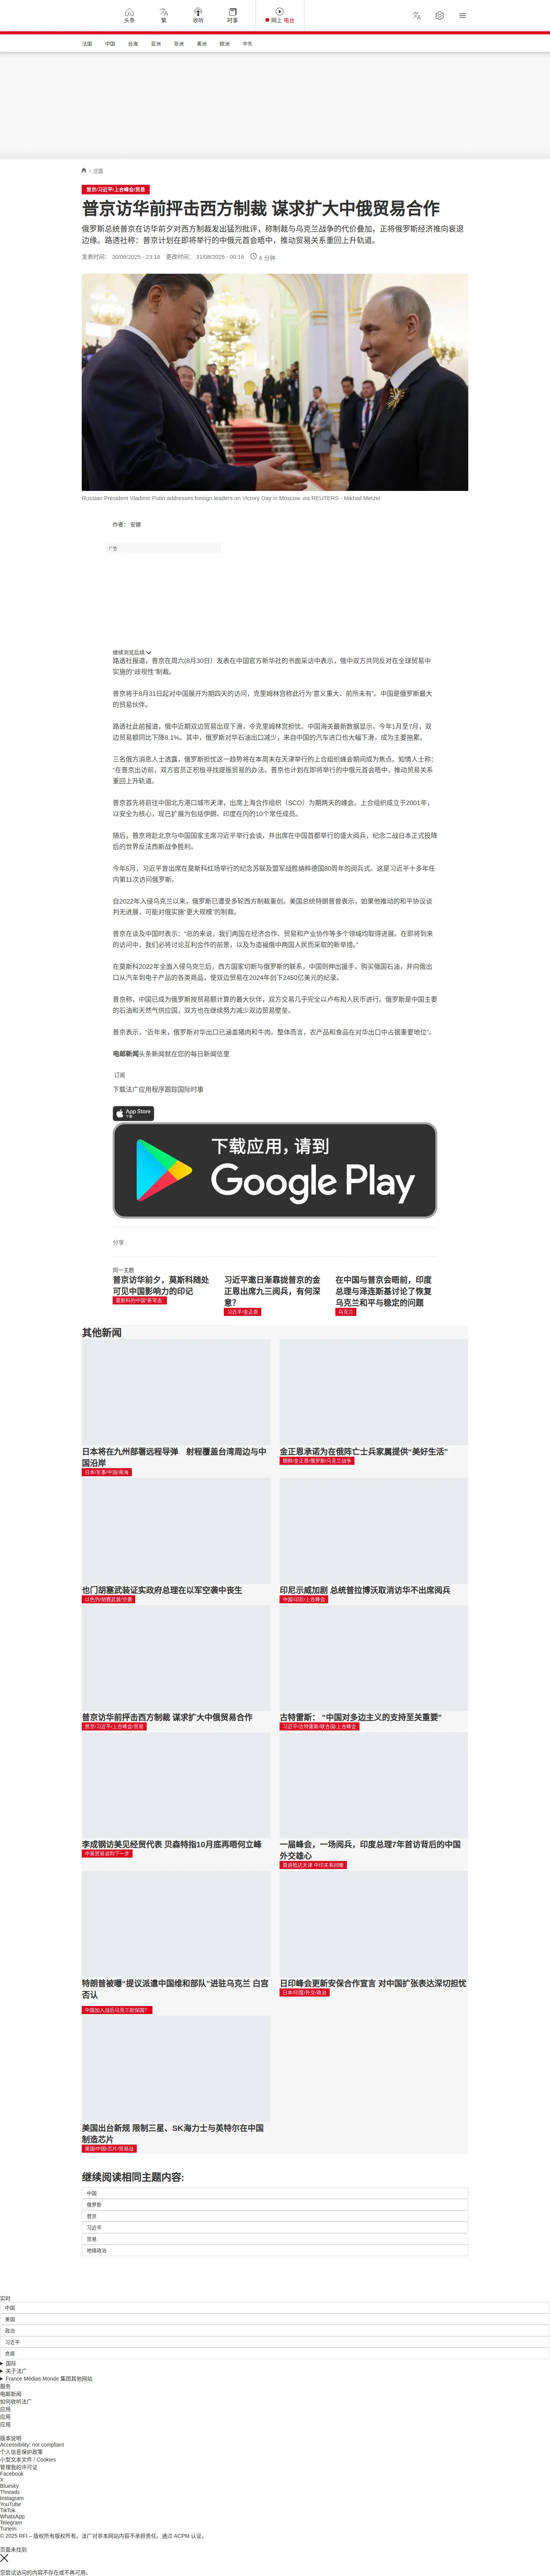 头条
繁
收听
时事
网上 电台
法国
中国
台海
亚洲
非洲
美洲
欧洲
中东
/ 中国
普京/习近平/上合峰会/贸易
普京访华前抨击西方制裁 谋求扩大中俄贸易合作
俄罗斯总统普京在访华前夕对西方制裁发出猛烈批评，称制裁与乌克兰战争的代价叠加，正将俄罗斯经济推向衰退
边缘。路透社称：普京计划在即将举行的中俄元首会晤中，推动贸易关系重回上升轨道。
发表时间： 30/08/2025 - 23:18 更改时间： 31/08/2025 - 00:18 6 分钟
Russian President Vladimir Putin addresses foreign leaders on Victory Day in Moscow via REUTERS - Mikhail Metzel
作者： 安娜
广告
继续浏览后续
路透社报道，普京在周六(8月30日）发表在中国官方新华社的书面采访中表示，俄中双方共同反对在全球贸易中
的“歧视性”制裁。
普京将于8月31日起对中国展开为期四天的访问，克里姆林宫称此行为‘意义重大、前所未有”。中国是俄罗斯最大
的贸易伙伴。
路透社此前报道，俄中近期双边贸易出现下滑，令克里姆林宫担忧。中国海关最新数据显示，今年1月至7月，双
边贸易额同比下降8.1%。其中，俄罗斯对华石油出口减少，来自中国的汽车进口也大幅下滑，成为主要拖累。
三名俄方消息人士透露，俄罗斯担忧这一趋势将在本周末在天津举行的上合组织峰会期间成为焦点。知情人士称：
“在普京出访前，双方官员正积极寻找提振贸易的办法。普京也计划在即将举行的中俄元首会晤中，推动贸易关系
重回上升轨道。
普京首先将前往中国北方港口城市天津，出席上海合作组织（SCO）为期两天的峰会。上合组织成立于2001年，
以安全为核心，现已扩展为包括伊朗、印度在内的10个常任成员。
随后，普京将赴北京与中国国家主席习近平举行会谈，并出席在中国首都举行的盛大阅兵，纪念二战日本正式投降
后的世界反法西斯战争胜利。
今年5月，习近平曾出席在莫斯科红场举行的纪念苏联及盟军战胜纳粹德国80周年的阅兵式。这是习近平十多年任
内第11次访问俄罗斯。
自2022年入侵乌克兰以来，俄罗斯已遭受多轮西方制裁重创。美国总统特朗普曾表示，如果他推动的和平协议谈
判无进展，可能对俄实施“更大规模”的制裁。
普京在谈及中国时表示：“总的来说，我们两国在经济合作、贸易和产业协作等多个领域均取得进展。在即将到来
的访问中，我们必将讨论互利合作的前景，以及为造福俄中两国人民而采取的新举措。”
在莫斯科2022年全面入侵乌克兰后，西方国家切断与俄罗斯的联系，中国则伸出援手，购买俄国石油，并向俄出
口从汽车到电子产品的各类商品，使双边贸易在2024年创下2450亿美元的纪录。
普京称，中国已成为俄罗斯按贸易额计算的最大伙伴，双方交易几乎完全以卢布和人民币进行。俄罗斯是中国主要
的石油和天然气供应国，双方也在继续努力减少双边贸易壁垒。
普京表示，“近年来，俄罗斯对华出口已涵盖猪肉和牛肉。整体而言，农产品和食品在对华出口中占据重要地位”。
电邮新闻头条新闻就在您的每日新闻信里
订阅
下载法广应用程序跟踪国际时事
App Store
下载
下载应用，请到
Google Play
分享 :
同一主题
普京访华前夕，莫斯科随处
可见中国影响力的印记
莫斯科的中国“新宠态”
习近平邀日渐靠拢普京的金
正恩出席九三阅兵，有何深
意？
习近平/金正恩
在中国与普京会晤前，印度
总理与泽连斯基讨论了恢复
乌克兰和平与稳定的问题
乌克兰
其他新闻
日本将在九州部署远程导弹 射程覆盖台湾周边与中
国沿岸
日本/军事/中国/南海
金正恩承诺为在俄阵亡士兵家属提供“美好生活”
朝鲜/金正恩/俄罗斯/乌克兰战争
也门胡塞武装证实政府总理在以军空袭中丧生
以色列/胡塞武装/空袭
印尼示威加剧 总统普拉博沃取消访华不出席阅兵
中国/印尼/上合峰会
普京访华前抨击西方制裁 谋求扩大中俄贸易合作
普京/习近平/上合峰会/贸易
古特雷斯： “中国对多边主义的支持至关重要”
习近平/古特雷斯/联合国/上合峰会
李成钢访美见经贸代表 贝森特指10月底再晤何立峰
中美贸易谈判下一步
一届峰会，一场阅兵，印度总理7年首访背后的中国
外交雄心
莫迪抵达天津 中印关系回暖
特朗普被曝“提议派遣中国维和部队”进驻乌克兰 白宫
否认
中国加入战后乌克兰担保国？
日印峰会更新安保合作宣言 对中国扩张表达深切担忧
日本/印度/外交/政治
美国出台新规 限制三星、SK海力士与英特尔在中国
制造芯片
美国/中国/芯片/贸易战
继续阅读相同主题内容:
中国
俄罗斯
普京
习近平
贸易
地缘政治
实时
中国
美国
政治
习近平
贪腐
国际
关于法广
France Médias Monde 集团其他网站
服务
电邮新闻
如何收听法广
应用
应用
应用
版本说明
Accessibility: not compliant
个人信息保护政策
小型文本文件 / Cookies
管理我的许可证
Facebook
X
Bluesky
Threads
Instagram
YouTube
TikTok
WhatsApp
Telegram
TuneIn
© 2025 RFI – 版权所有版权所有。法广对非本网站内容不承担责任。通过 ACPM 认证。
页面未找到
您尝试访问的内容不存在或不再可用。